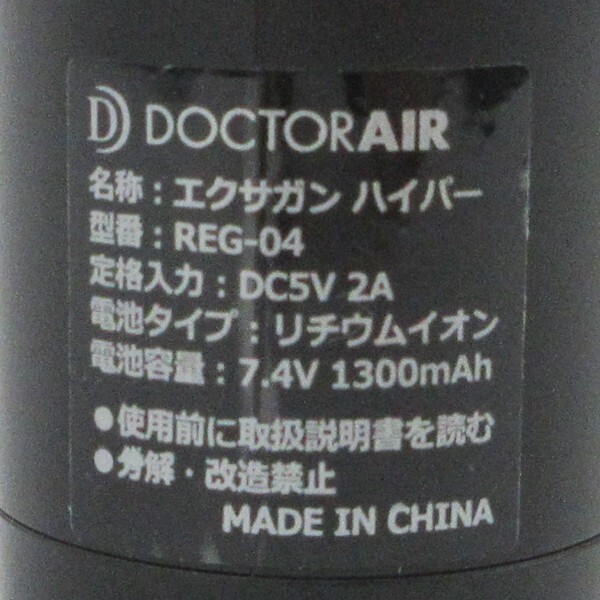 DOCTORAIR
名称：エクサガン ハイパー
型番：REG-04
定格入力：DC5V 2A
電池タイプ：リチウムイオン
電池容量：7.4V 1300mAh
●使用前に取扱説明書を読む
●分解・改造禁止
MADE IN CHINA